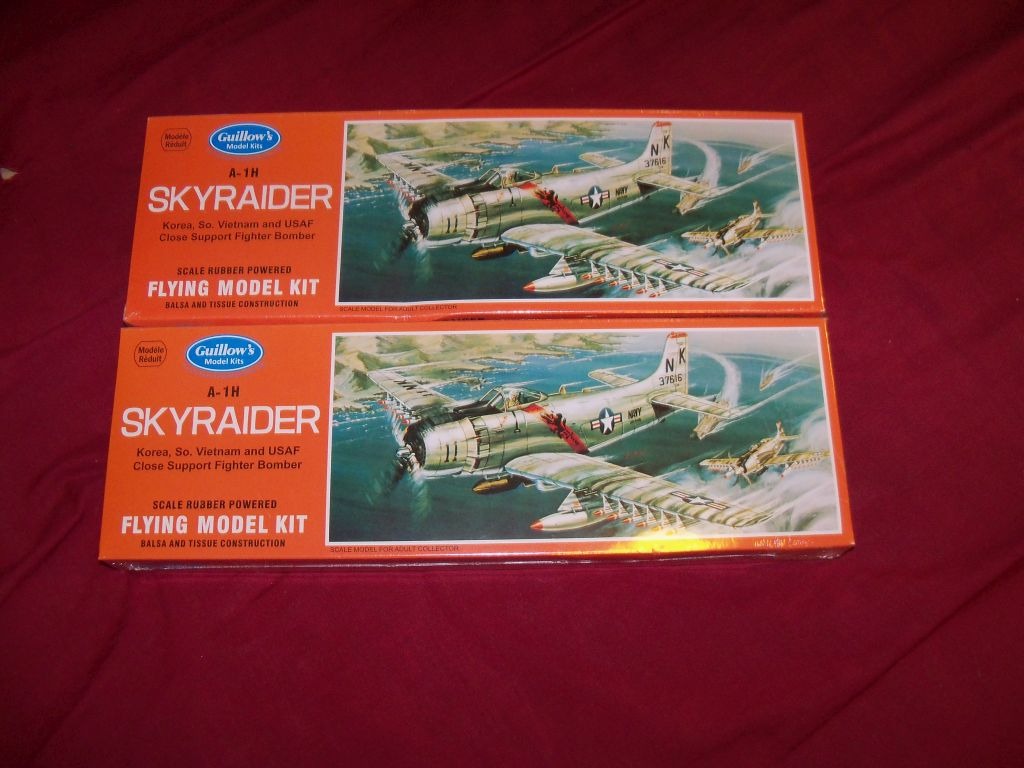 Modèle
Réduit
Guillow's
Model Kits
A-1H
SKYRAIDER
Korea, So. Vietnam and USAF
Close Support Fighter Bomber
SCALE RUBBER POWERED
FLYING MODEL KIT
BALSA AND TISSUE CONSTRUCTION
NK
37616
NAVY
SCALE MODEL FOR ADULT COLLECTOR
Modèle
Réduit
Guillow's
Model Kits
A-1H
SKYRAIDER
Korea, So. Vietnam and USAF
Close Support Fighter Bomber
SCALE RUBBER POWERED
FLYING MODEL KIT
BALSA AND TISSUE CONSTRUCTION
NK
37616
NAVY
SCALE MODEL FOR ADULT COLLECTOR